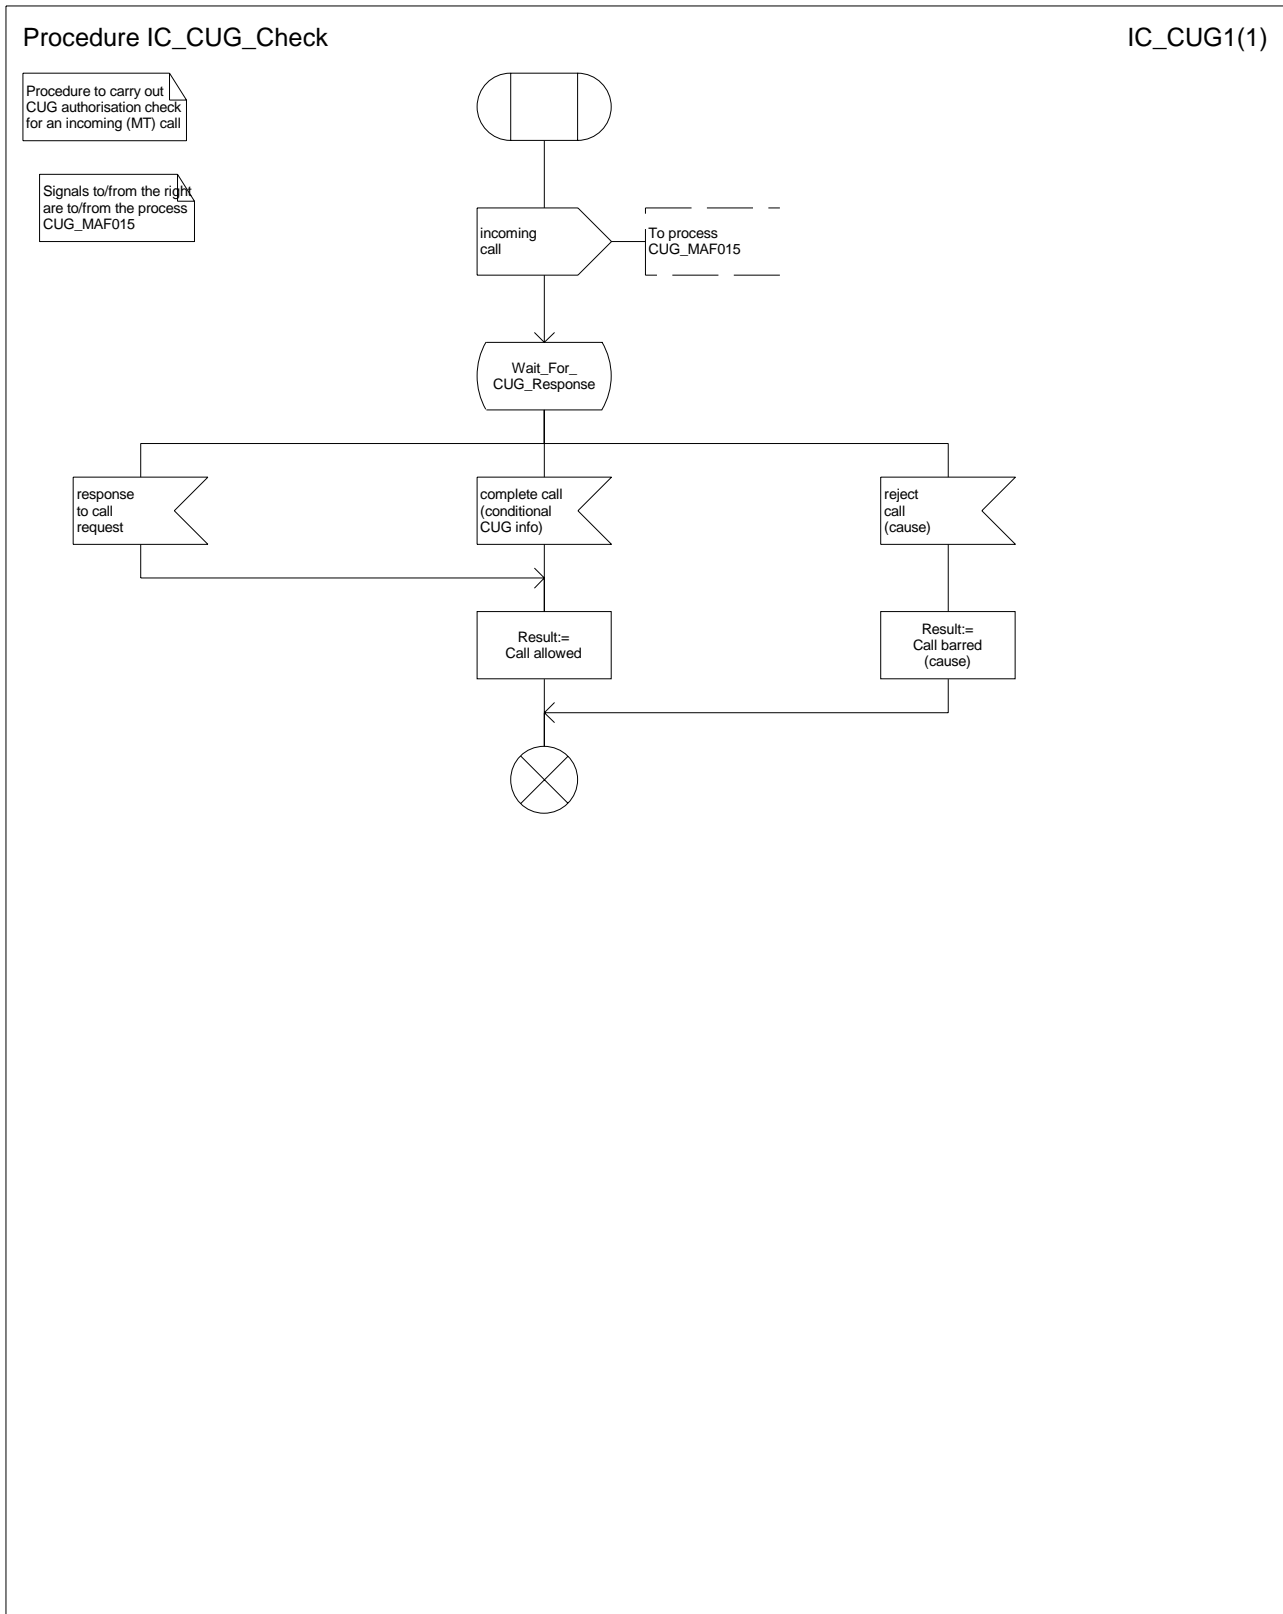 Procedure IC_CUG_Check
IC_CUG1(1)
Procedure to carry out
CUG authorisation check
for an incoming (MT) call
Signals to/from the right
are to/from the process
CUG_MAF015
incoming
call
To process
CUG_MAF015
Wait_For_
CUG_Response
response
to call
request
complete call
(conditional
CUG info)
reject
call
(cause)
Result:=
Call allowed
Result:=
Call barred
(cause)